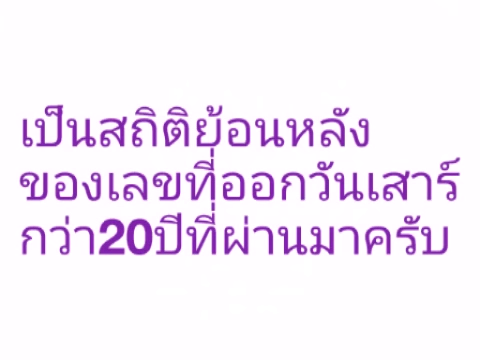 เป็นสถิติย้อนหลัง
ของเลขที่ออกวันเสาร์
กว่า20ปีที่ผ่านมาครับ